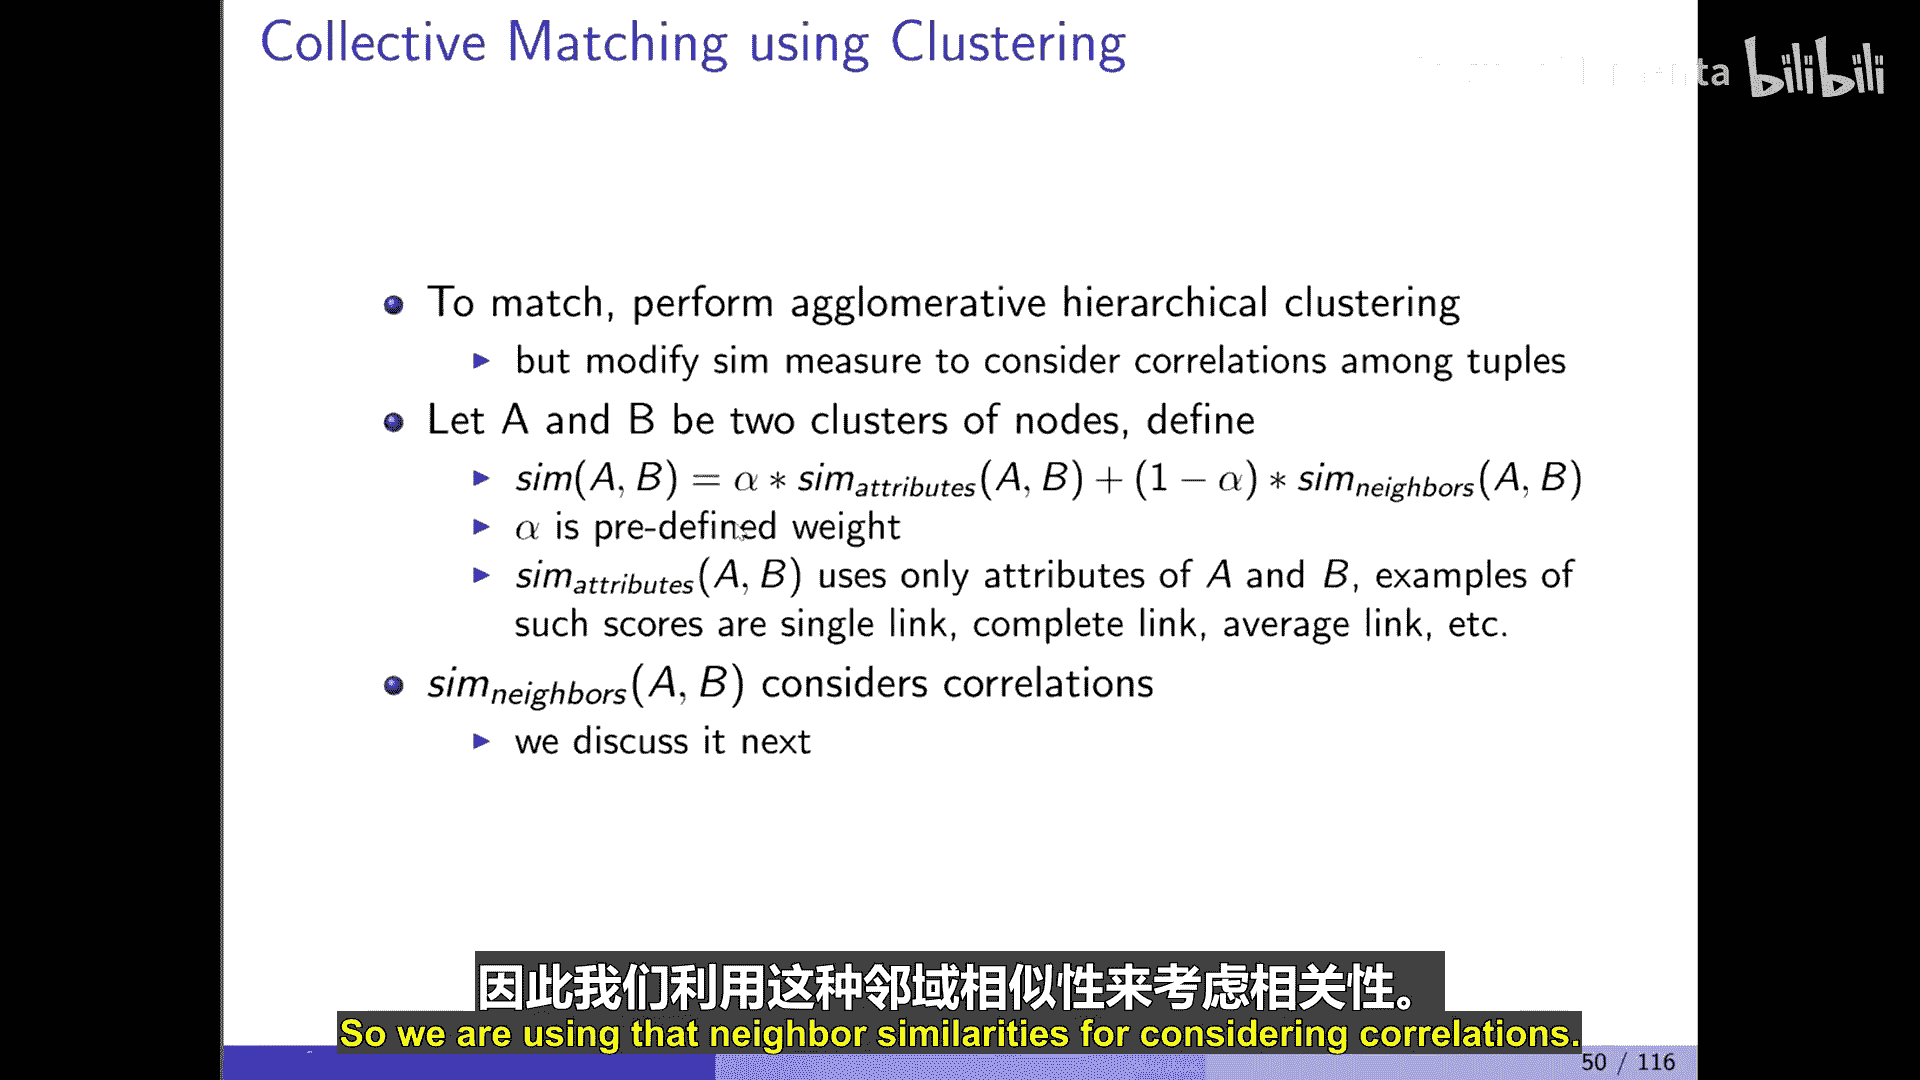 Collective Matching using Clustering
ta bilibili
To match, perform agglomerative hierarchical clustering
but modify sim measure to consider correlations among tuples
Let A and B be two clusters of nodes, define
sim(A, B) = α * sim_attributes(A, B) + (1 − α) * sim_neighbors(A, B)
α is pre-defined weight
sim_attributes(A, B) uses only attributes of A and B, examples of
such scores are single link, complete link, average link, etc.
sim_neighbors(A, B) considers correlations
we discuss it next
因此我们利用这种邻域相似性来考虑相关性。
So we are using that neighbor similarities for considering correlations.
50 / 116